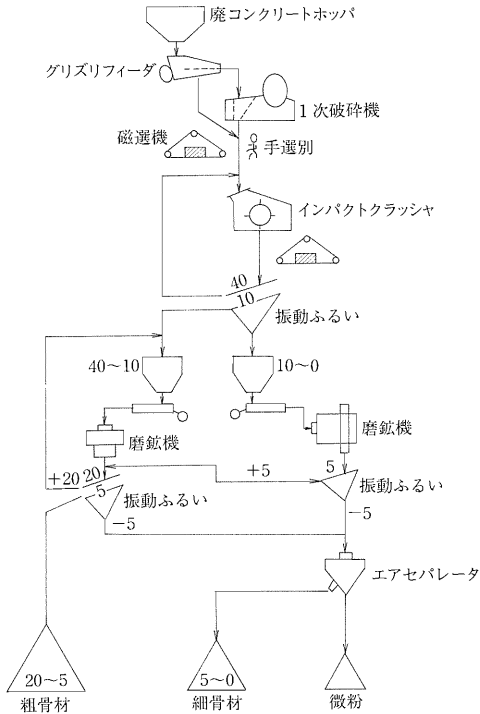 廃コンクリートホッパ
グリズリフィーダ
1次破砕機
磁選機
手選別
インパクトクラッシャ
40
10
振動ふるい
40〜10
10〜0
磨鉱機
磨鉱機
+20
20
5
+5
5
振動ふるい
振動ふるい
−5
−5
エアセパレータ
20〜5
5〜0
粗骨材
細骨材
微粉